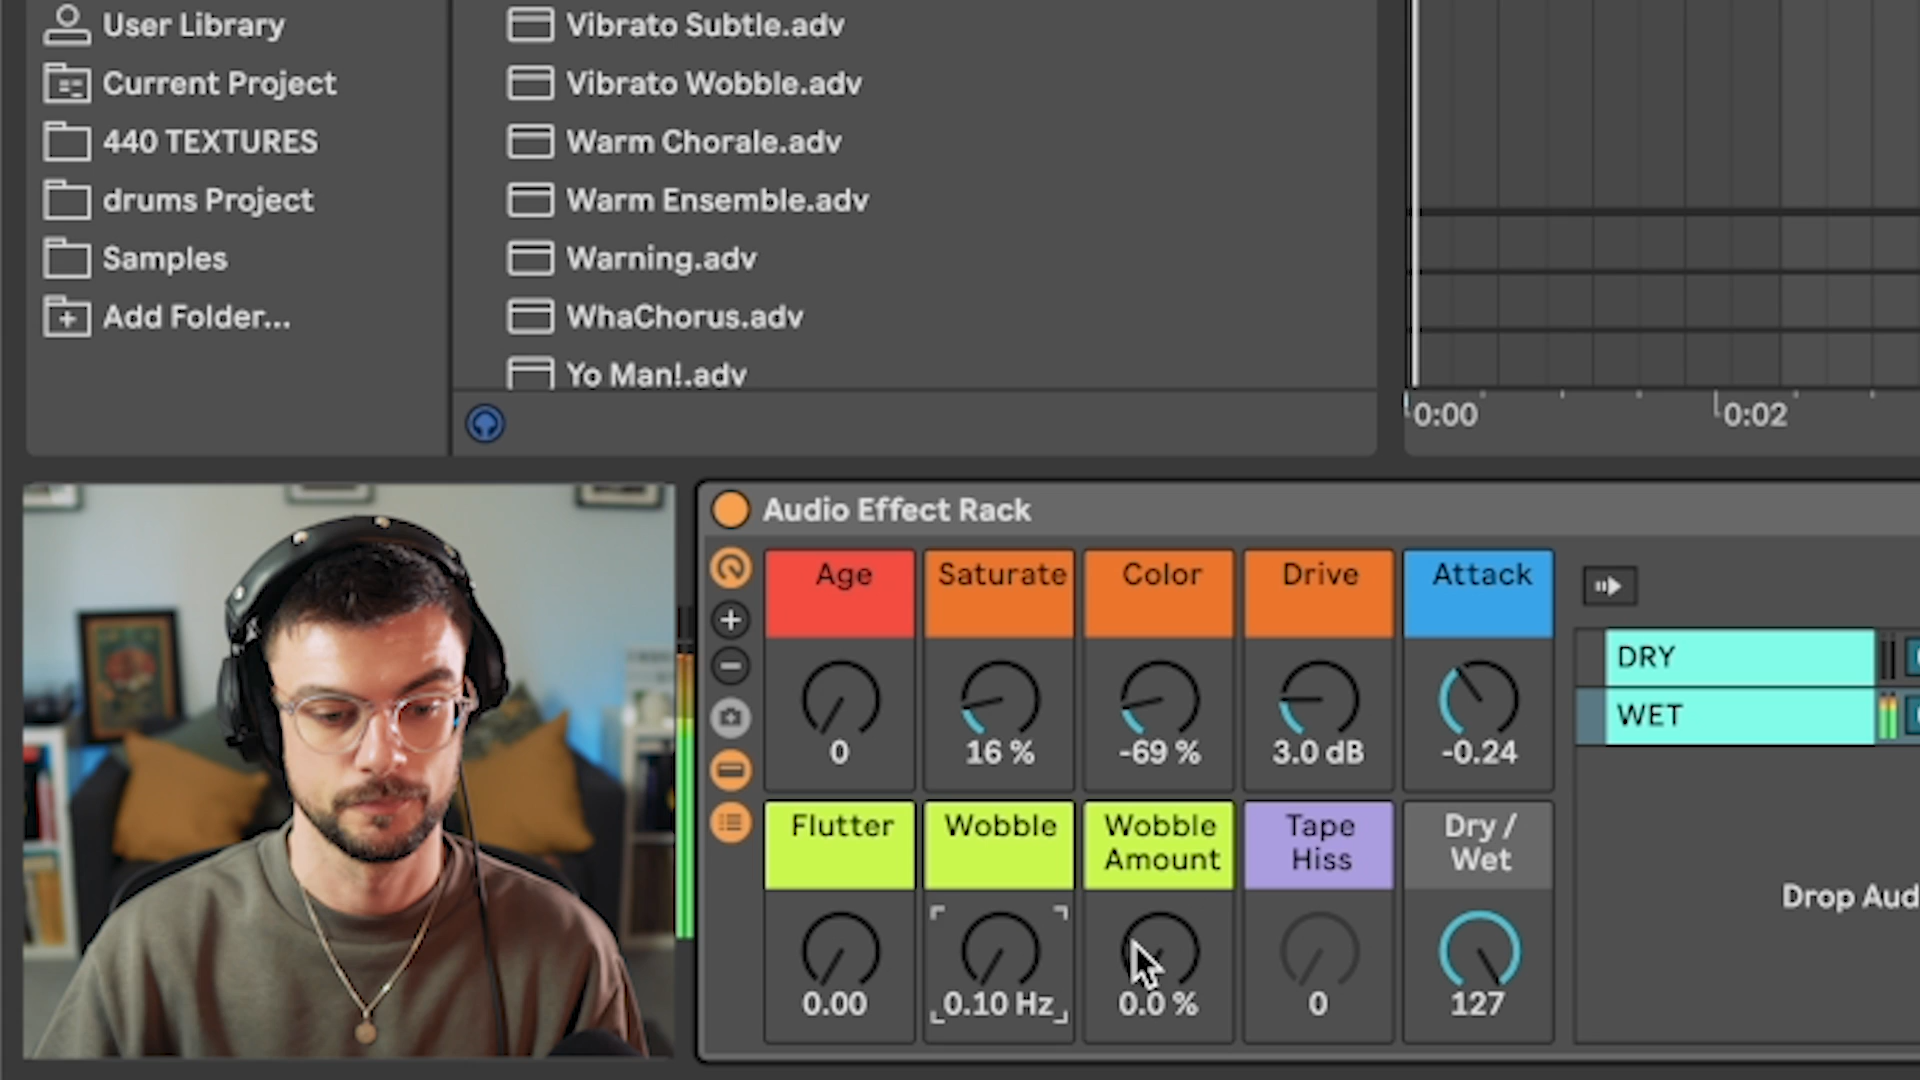 User Library
Current Project
440 TEXTURES
drums Project
Samples
Add Folder...
Vibrato Subtle.adv
Vibrato Wobble.adv
Warm Chorale.adv
Warm Ensemble.adv
Warning.adv
WhaChorus.adv
Yo Man!.adv
0:00 0:02
Audio Effect Rack
Age Saturate Color Drive Attack
0 16 % -69 % 3.0 dB -0.24
Flutter Wobble Wobble Amount Tape Hiss Dry / Wet
0.00 0.10 Hz 0.0 % 0 127
DRY
WET
Drop Aud